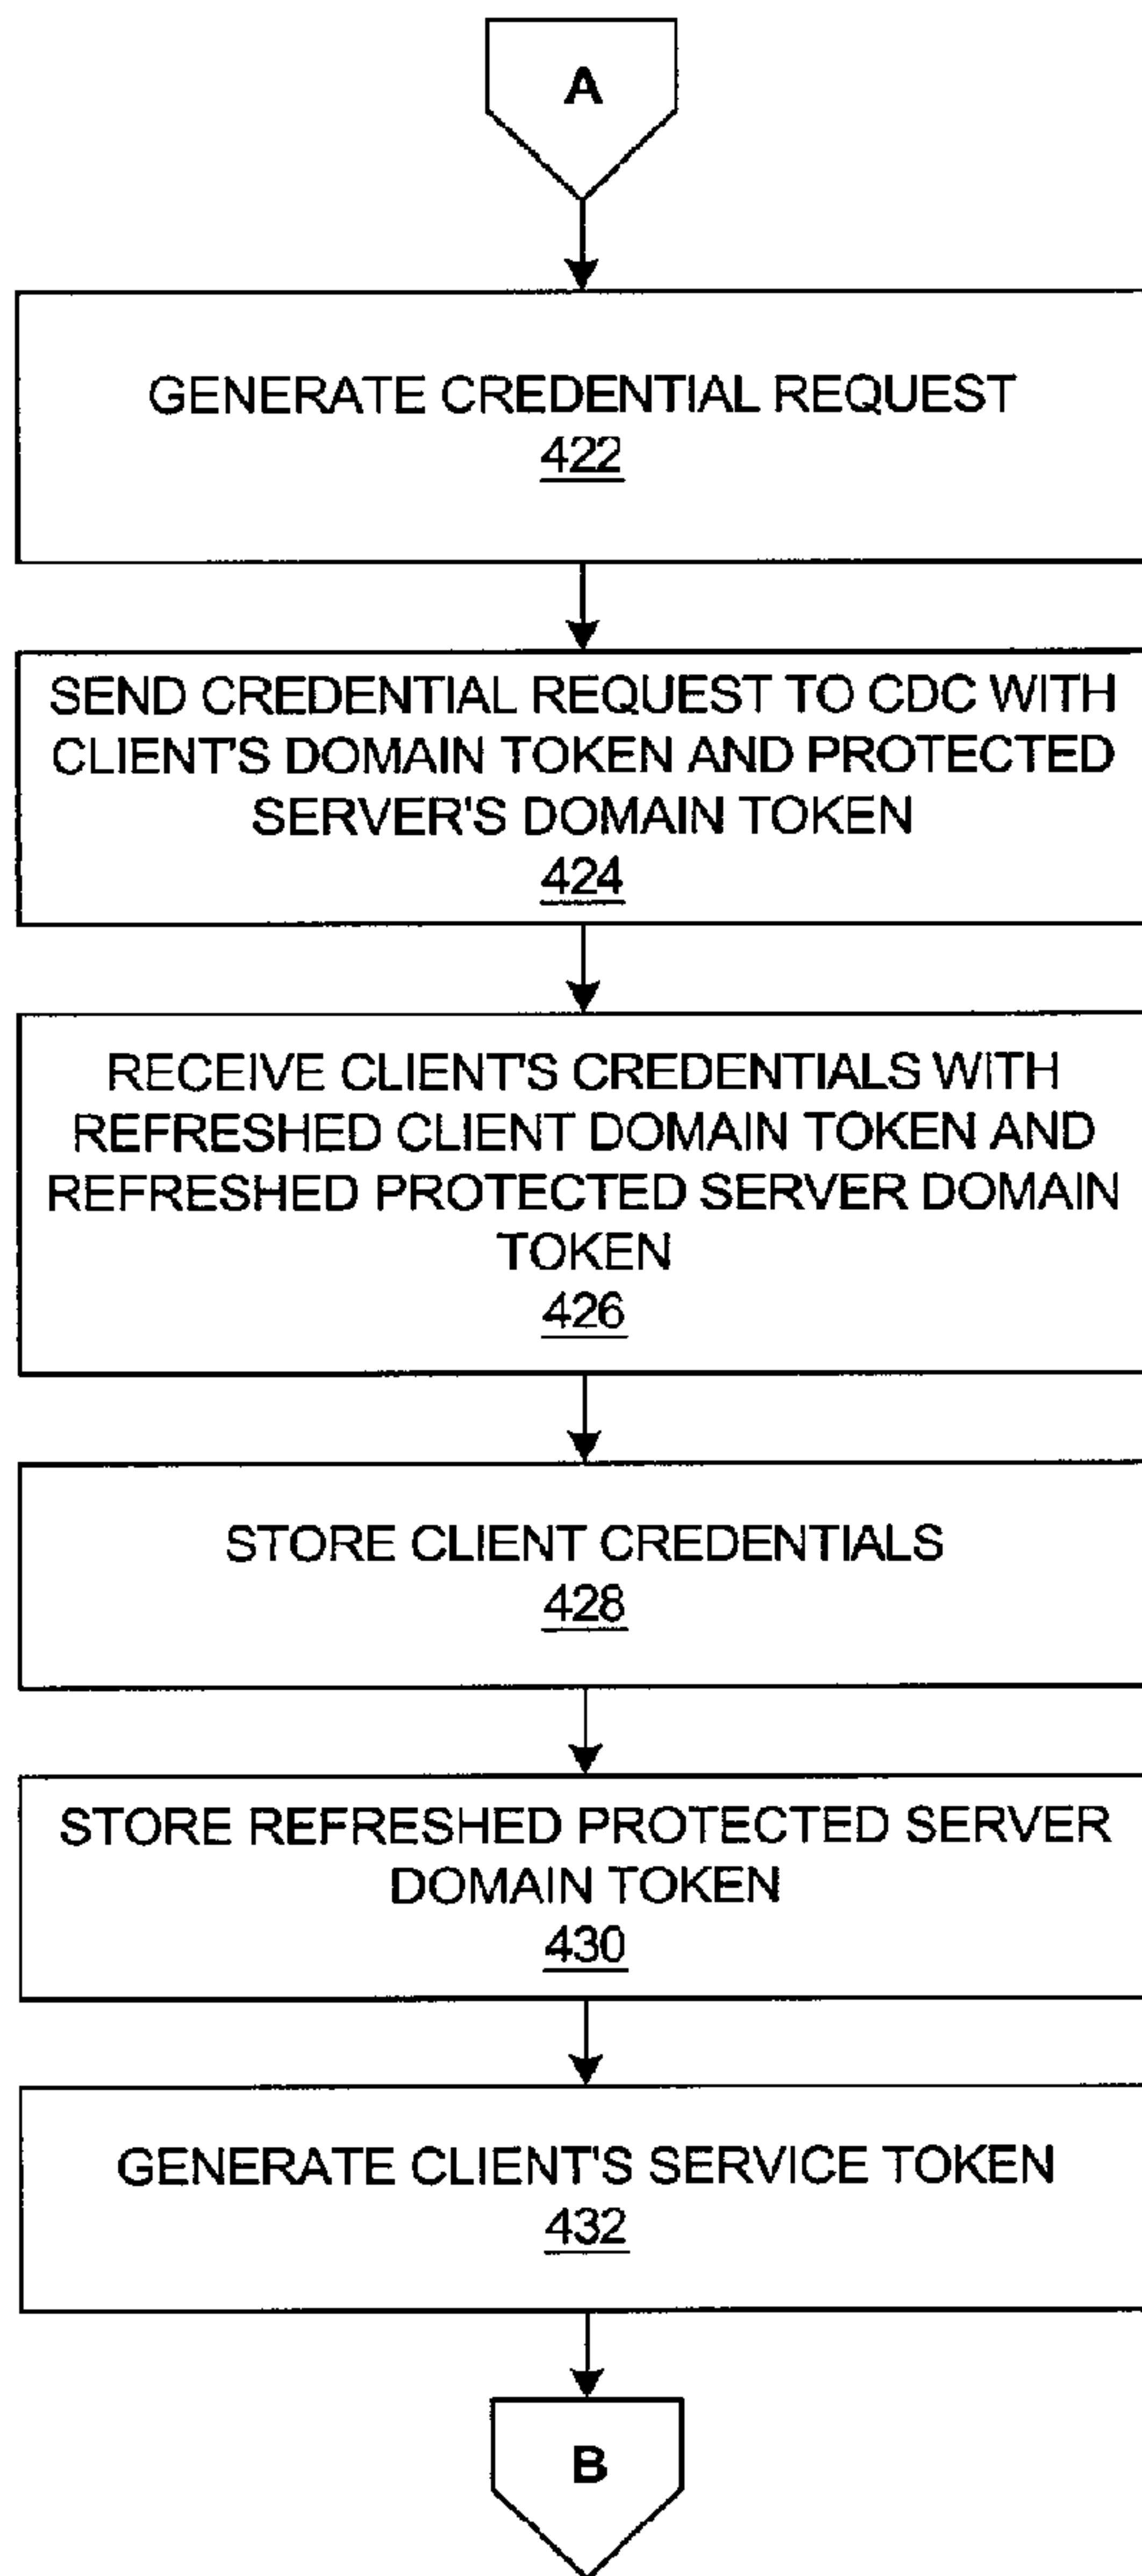 A
GENERATE CREDENTIAL REQUEST
422
SEND CREDENTIAL REQUEST TO CDC WITH
CLIENT'S DOMAIN TOKEN AND PROTECTED
SERVER'S DOMAIN TOKEN
424
RECEIVE CLIENT'S CREDENTIALS WITH
REFRESHED CLIENT DOMAIN TOKEN AND
REFRESHED PROTECTED SERVER DOMAIN
TOKEN
426
STORE CLIENT CREDENTIALS
428
STORE REFRESHED PROTECTED SERVER
DOMAIN TOKEN
430
GENERATE CLIENT'S SERVICE TOKEN
432
B